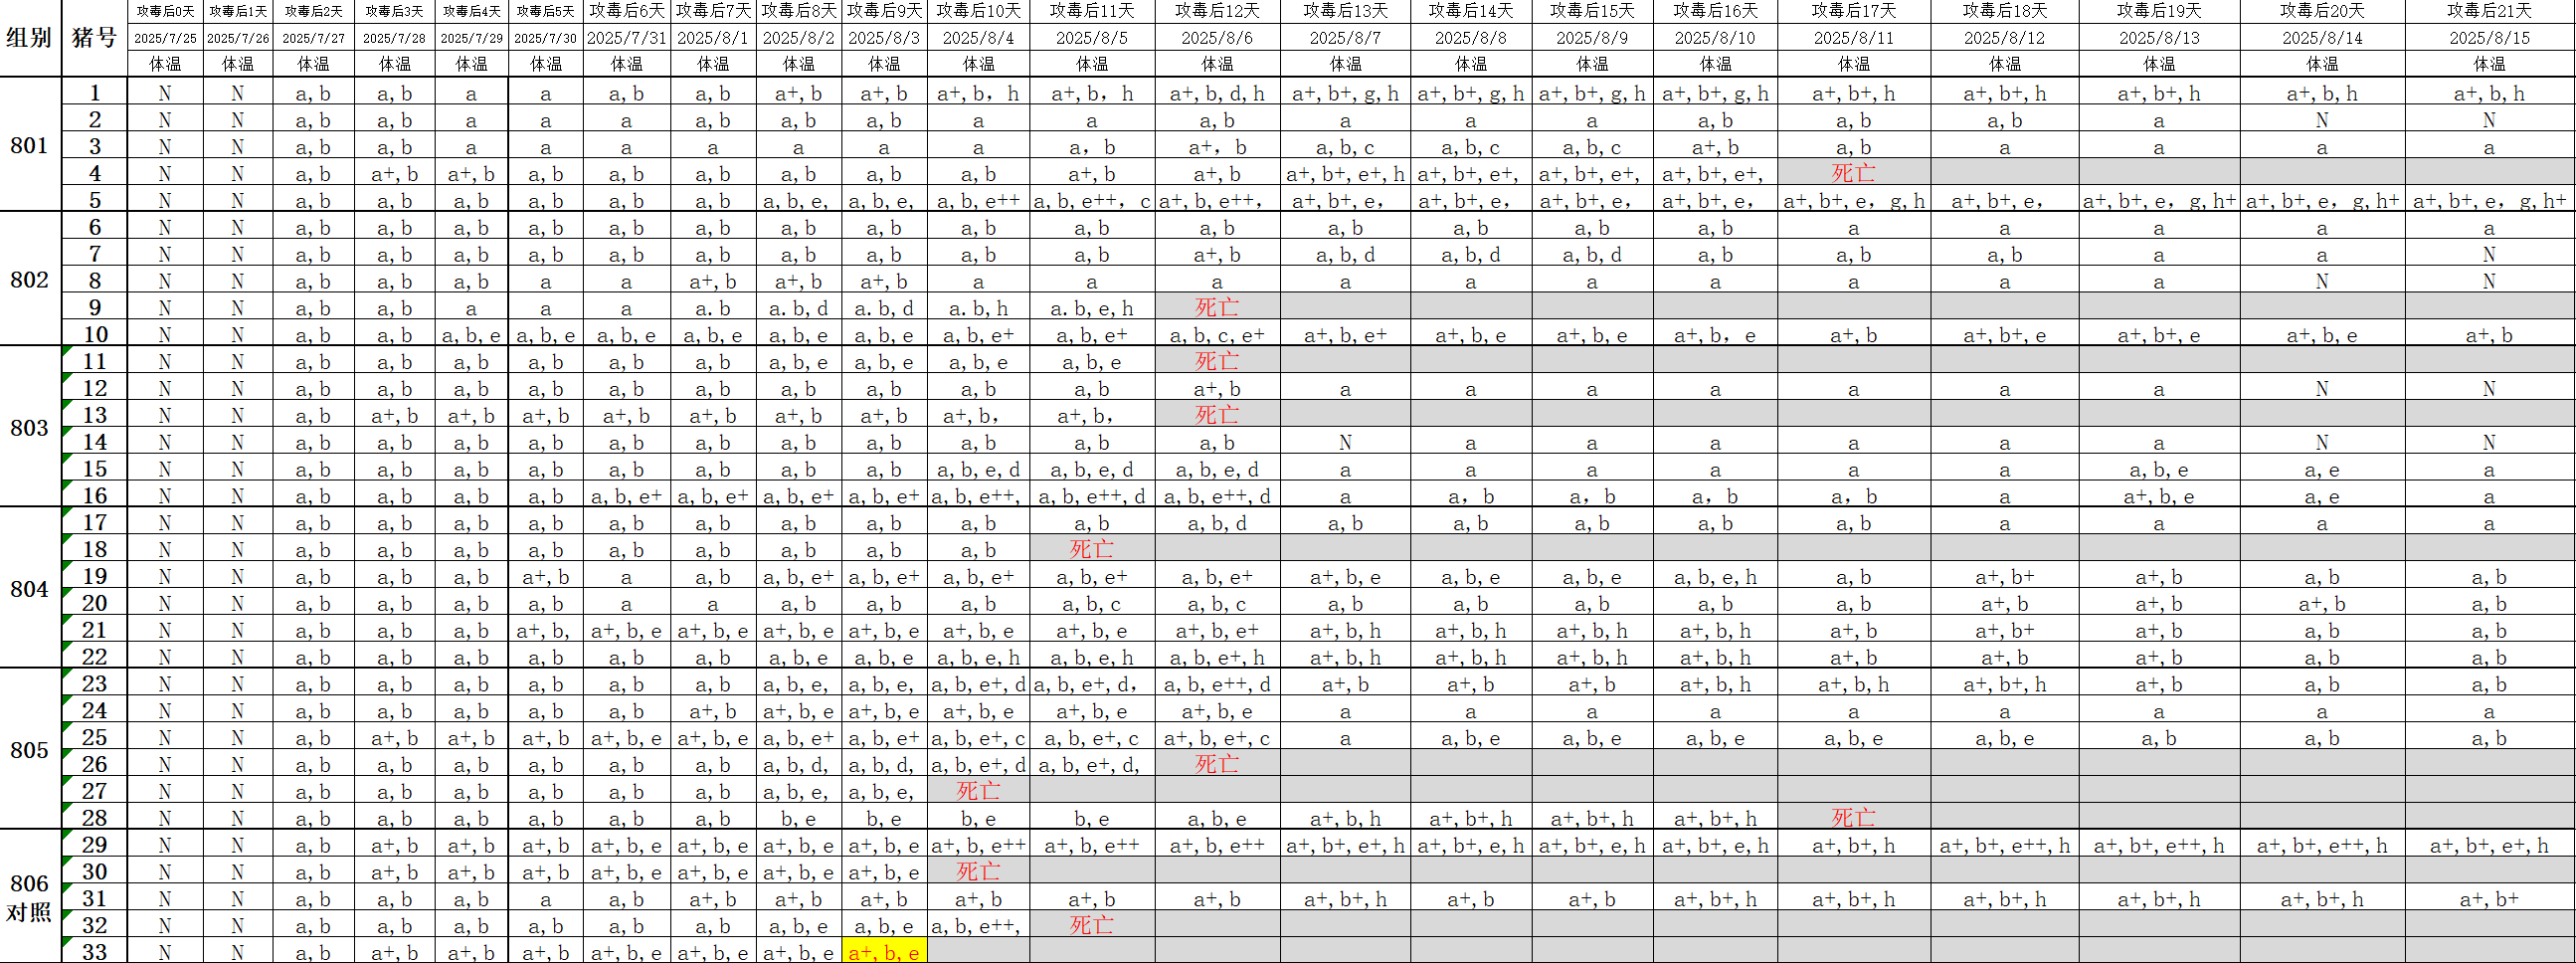 组别 猪号 攻毒后0天 攻毒后1天 攻毒后2天 攻毒后3天 攻毒后4天 攻毒后5天 攻毒后6天 攻毒后7天 攻毒后8天 攻毒后9天 攻毒后10天 攻毒后11天 攻毒后12天 攻毒后13天 攻毒后14天 攻毒后15天 攻毒后16天 攻毒后17天 攻毒后18天 攻毒后19天 攻毒后20天 攻毒后21天
2025/7/25 2025/7/26 2025/7/27 2025/7/28 2025/7/29 2025/7/30 2025/7/31 2025/8/1 2025/8/2 2025/8/3 2025/8/4 2025/8/5 2025/8/6 2025/8/7 2025/8/8 2025/8/9 2025/8/10 2025/8/11 2025/8/12 2025/8/13 2025/8/14 2025/8/15
体温 体温 体温 体温 体温 体温 体温 体温 体温 体温 体温 体温 体温 体温 体温 体温 体温 体温 体温 体温 体温 体温
801 1 N N a,b a,b a a a,b a,b a+,b a+,b a+,b，h a+,b，h a+,b,d,h a+,b+,g,h a+,b+,g,h a+,b+,g,h a+,b+,g,h a+,b+,h a+,b+,h a+,b+,h a+,b,h a+,b,h
2 N N a,b a,b a a a a,b a,b a,b a a a,b a a a a,b a,b a,b a N N
3 N N a,b a,b a a a a a a a a，b a+，b a,b,c a,b,c a,b,c a+,b a,b a a a a
4 N N a,b a+,b a+,b a,b a,b a,b a,b a,b a,b a+,b a+,b a+,b+,e+,h a+,b+,e+, a+,b+,e+, a+,b+,e+, 死亡
5 N N a,b a,b a,b a,b a,b a,b a,b,e, a,b,e, a,b,e++ a,b,e++，c a+,b,e++， a+,b+,e， a+,b+,e， a+,b+,e， a+,b+,e， a+,b+,e，g,h a+,b+,e， a+,b+,e，g,h+ a+,b+,e，g,h+ a+,b+,e，g,h+
802 6 N N a,b a,b a,b a,b a,b a,b a,b a,b a,b a,b a,b a,b a,b a,b a,b a a a a a
7 N N a,b a,b a,b a,b a,b a,b a,b a,b a,b a,b a+,b a,b,d a,b,d a,b,d a,b a,b a,b a a N
8 N N a,b a,b a,b a a a+,b a+,b a+,b a a a a a a a a a a N N
9 N N a,b a,b a a a a.b a.b,d a.b,d a.b,h a.b,e,h 死亡
10 N N a,b a,b a,b,e a,b,e a,b,e a,b,e a,b,e a,b,e a,b,e+ a,b,e+ a,b,c,e+ a+,b,e+ a+,b,e a+,b,e a+,b，e a+,b a+,b+,e a+,b+,e a+,b,e a+,b
803 11 N N a,b a,b a,b a,b a,b a,b a,b,e a,b,e a,b,e a,b,e 死亡
12 N N a,b a,b a,b a,b a,b a,b a,b a,b a,b a,b a+,b a a a a a a a N N
13 N N a,b a+,b a+,b a+,b a+,b a+,b a+,b a+,b a+,b， a+,b， 死亡
14 N N a,b a,b a,b a,b a,b a,b a,b a,b a,b a,b a,b N a a a a a a N N
15 N N a,b a,b a,b a,b a,b a,b a,b a,b a,b,e,d a,b,e,d a,b,e,d a a a a a a a,b,e a,e a
16 N N a,b a,b a,b a,b a,b,e+ a,b,e+ a,b,e+ a,b,e+ a,b,e++, a,b,e++,d a,b,e++,d a a，b a，b a，b a，b a a+,b,e a,e a
804 17 N N a,b a,b a,b a,b a,b a,b a,b a,b a,b a,b a,b,d a,b a,b a,b a,b a,b a a a a
18 N N a,b a,b a,b a,b a,b a,b a,b a,b a,b 死亡
19 N N a,b a,b a,b a+,b a a,b a,b,e+ a,b,e+ a,b,e+ a,b,e+ a,b,e+ a+,b,e a,b,e a,b,e a,b,e,h a,b a+,b+ a+,b a,b a,b
20 N N a,b a,b a,b a,b a a a,b a,b a,b a,b,c a,b,c a,b a,b a,b a,b a,b a+,b a+,b a+,b a,b
21 N N a,b a,b a,b a+,b, a+,b,e a+,b,e a+,b,e a+,b,e a+,b,e a+,b,e a+,b,e+ a+,b,h a+,b,h a+,b,h a+,b,h a+,b a+,b+ a+,b a,b a,b
22 N N a,b a,b a,b a,b a,b a,b a,b,e a,b,e a,b,e,h a,b,e,h a,b,e+,h a+,b,h a+,b,h a+,b,h a+,b,h a+,b a+,b a+,b a,b a,b
805 23 N N a,b a,b a,b a,b a,b a,b a,b,e, a,b,e, a,b,e+,d a,b,e+,d， a,b,e++,d a+,b a+,b a+,b a+,b,h a+,b,h a+,b+,h a+,b a,b a,b
24 N N a,b a,b a,b a,b a,b a+,b a+,b,e a+,b,e a+,b,e a+,b,e a+,b,e a a a a a a a a a
25 N N a,b a+,b a+,b a+,b a+,b,e a+,b,e a,b,e+ a,b,e+ a,b,e+,c a,b,e+,c a+,b,e+,c a a,b,e a,b,e a,b,e a,b,e a,b,e a,b a,b a,b
26 N N a,b a,b a,b a,b a,b a,b a,b,d, a,b,d, a,b,e+,d a,b,e+,d, 死亡
27 N N a,b a,b a,b a,b a,b a,b a,b,e, a,b,e, 死亡
28 N N a,b a,b a,b a,b a,b a,b b,e b,e b,e b,e a,b,e a+,b,h a+,b+,h a+,b+,h a+,b+,h 死亡
806 对照 29 N N a,b a+,b a+,b a+,b a+,b,e a+,b,e a+,b,e a+,b,e a+,b,e++ a+,b,e++ a+,b,e++ a+,b+,e+,h a+,b+,e,h a+,b+,e,h a+,b+,e,h a+,b+,h a+,b+,e++,h a+,b+,e++,h a+,b+,e++,h a+,b+,e+,h
30 N N a,b a+,b a+,b a+,b a+,b,e a+,b,e a+,b,e a+,b,e 死亡
31 N N a,b a,b a,b a a,b a+,b a+,b a+,b a+,b a+,b a+,b a+,b+,h a+,b a+,b a+,b+,h a+,b+,h a+,b+,h a+,b+,h a+,b+,h a+,b+
32 N N a,b a,b a,b a,b a,b a,b a,b,e a,b,e a,b,e++, 死亡
33 N N a,b a+,b a+,b a+,b a+,b,e a+,b,e a+,b,e a+,b,e